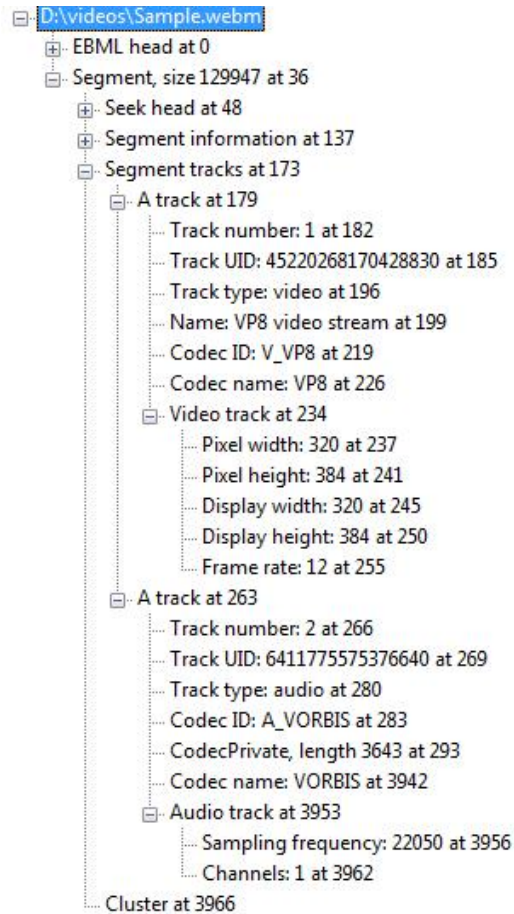 D:\videos\Sample.webm
EBML head at 0
Segment, size 129947 at 36
Seek head at 48
Segment information at 137
Segment tracks at 173
A track at 179
Track number: 1 at 182
Track UID: 45220268170428830 at 185
Track type: video at 196
Name: VP8 video stream at 199
Codec ID: V_VP8 at 219
Codec name: VP8 at 226
Video track at 234
Pixel width: 320 at 237
Pixel height: 384 at 241
Display width: 320 at 245
Display height: 384 at 250
Frame rate: 12 at 255
A track at 263
Track number: 2 at 266
Track UID: 6411775575376640 at 269
Track type: audio at 280
Codec ID: A_VORBIS at 283
CodecPrivate, length 3643 at 293
Codec name: VORBIS at 3942
Audio track at 3953
Sampling frequency: 22050 at 3956
Channels: 1 at 3962
Cluster at 3966